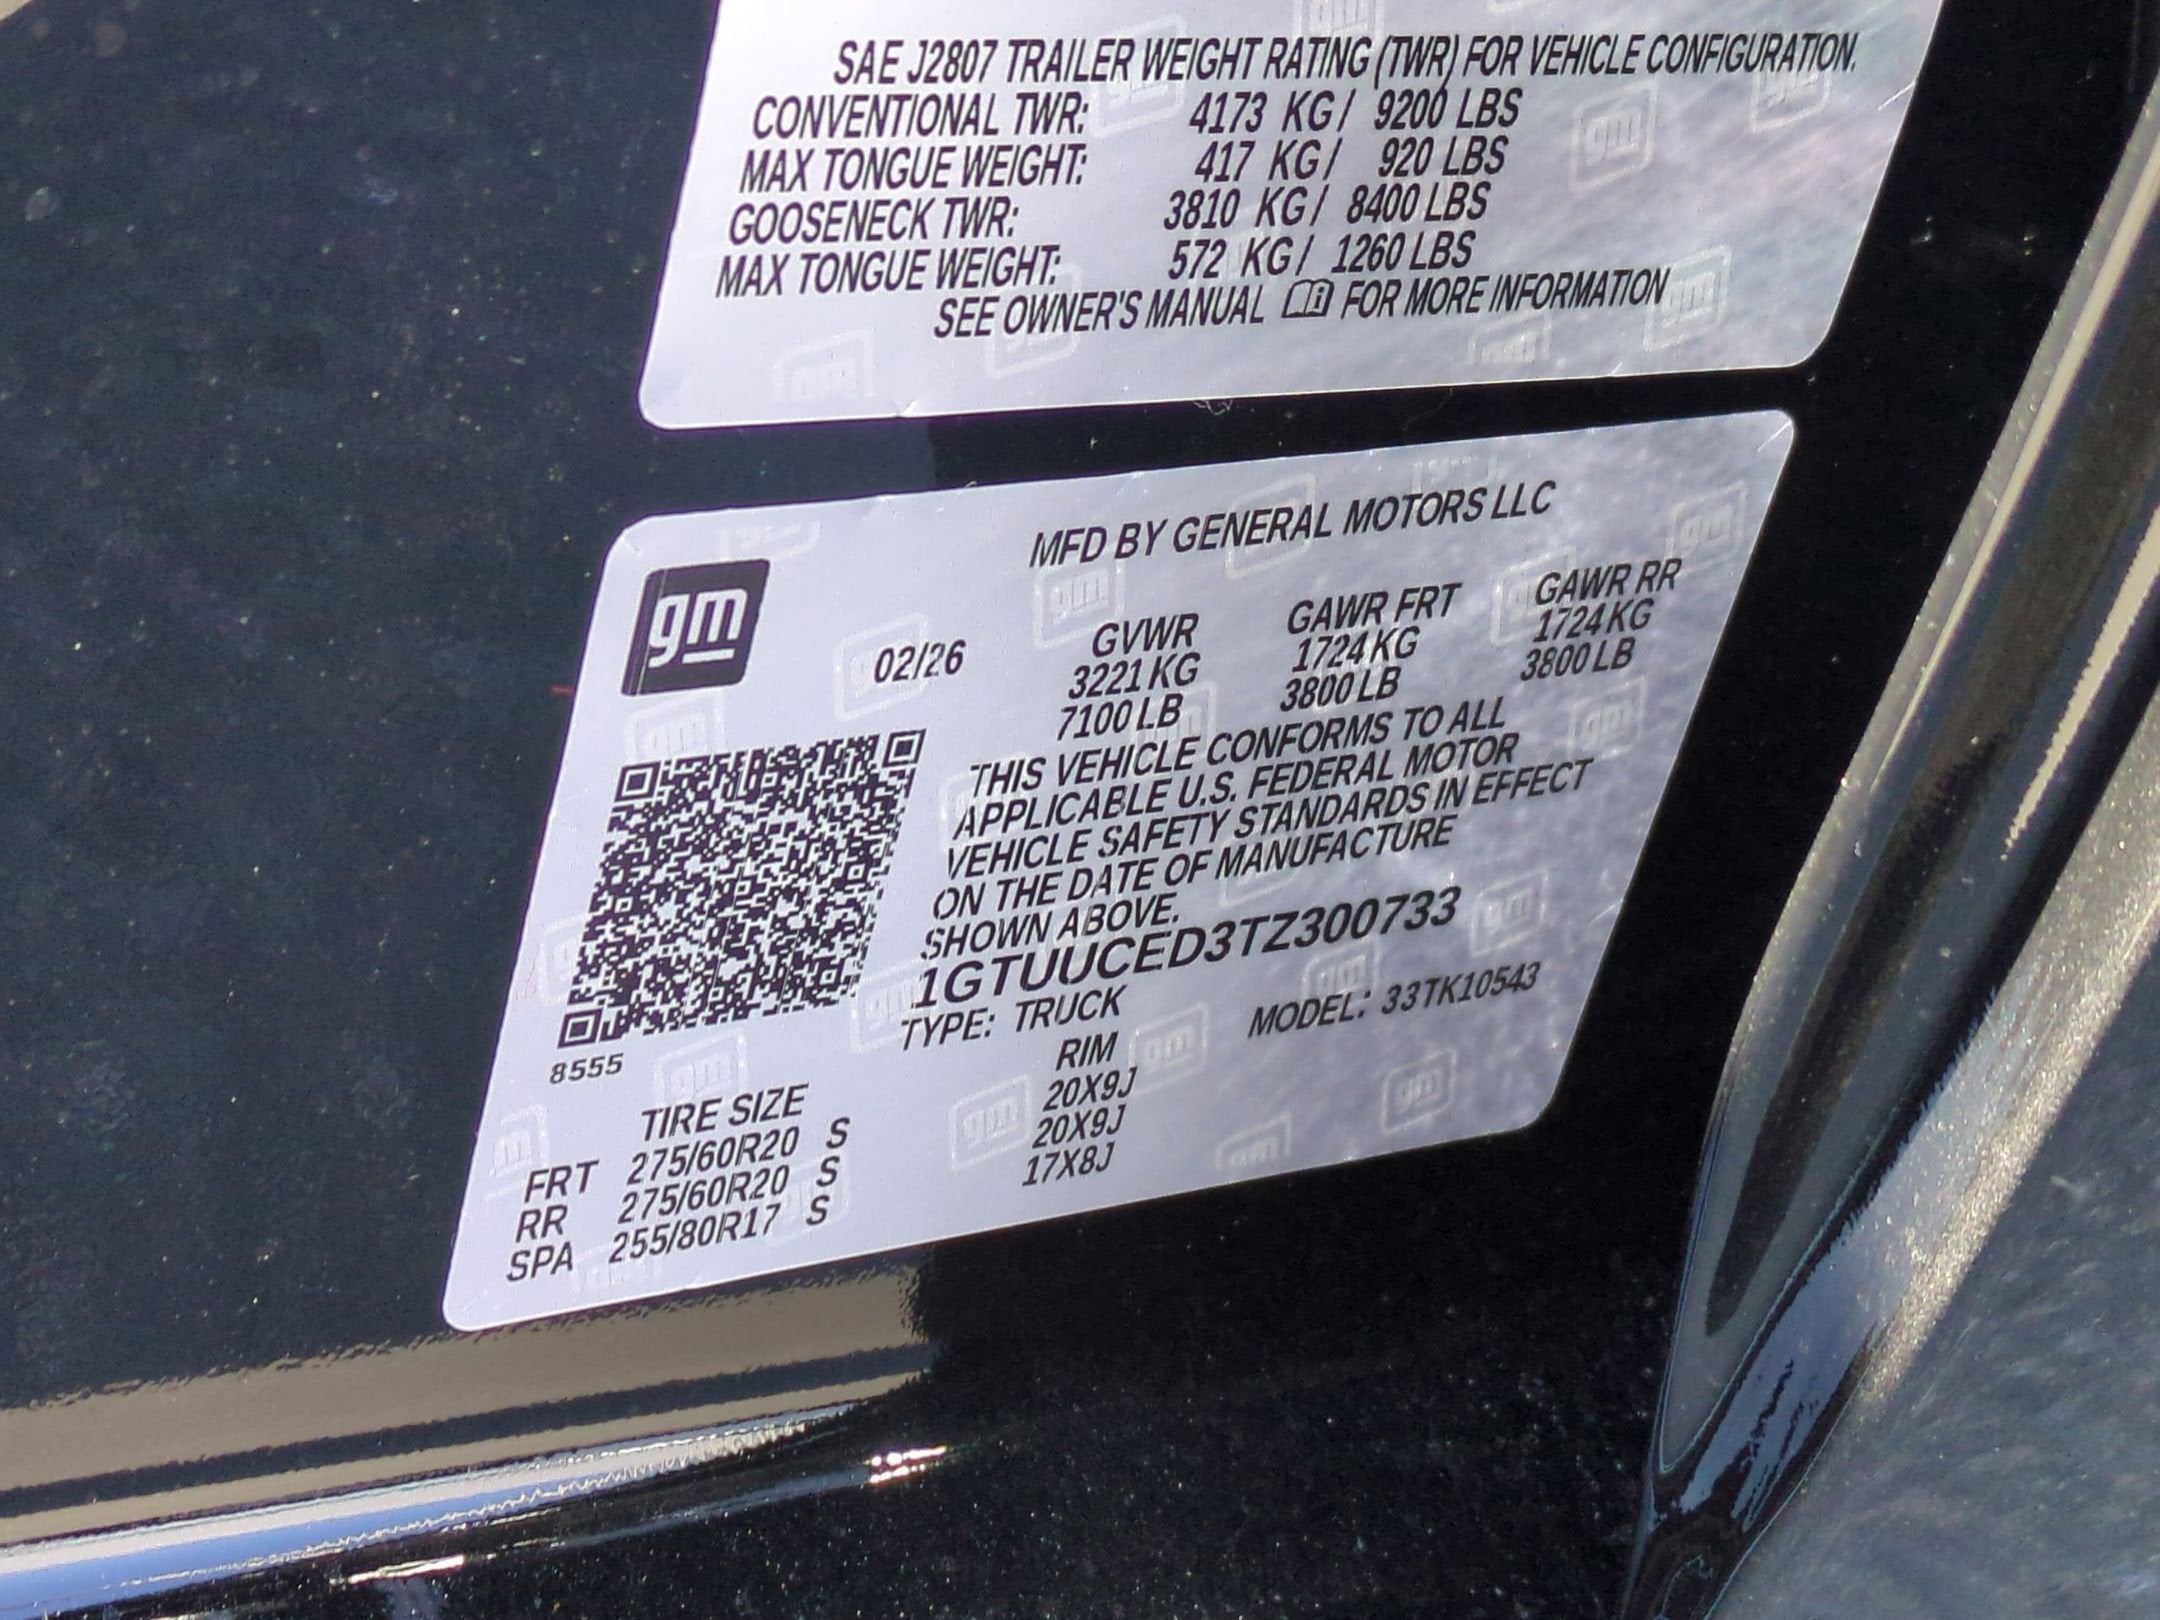 SAE J2807 TRAILER WEIGHT RATING (TWR) FOR VEHICLE CONFIGURATION.
CONVENTIONAL TWR: 4173 KG / 9200 LBS
MAX TONGUE WEIGHT: 417 KG / 920 LBS
GOOSENECK TWR: 3810 KG / 8400 LBS
MAX TONGUE WEIGHT: 572 KG / 1260 LBS
SEE OWNER'S MANUAL FOR MORE INFORMATION
MFD BY GENERAL MOTORS LLC
gm
02/26
GVWR GAWR FRT GAWR RR
3221 KG 1724 KG 1724 KG
7100 LB 3800 LB 3800 LB
THIS VEHICLE CONFORMS TO ALL
APPLICABLE U.S. FEDERAL MOTOR
VEHICLE SAFETY STANDARDS IN EFFECT
ON THE DATE OF MANUFACTURE
SHOWN ABOVE.
1GTUUCED3TZ300733
TYPE: TRUCK MODEL: 33TK10543
8555
TIRE SIZE RIM
FRT 275/60R20 S 20X9J
RR 275/60R20 S 20X9J
SPA 255/80R17 S 17X8J